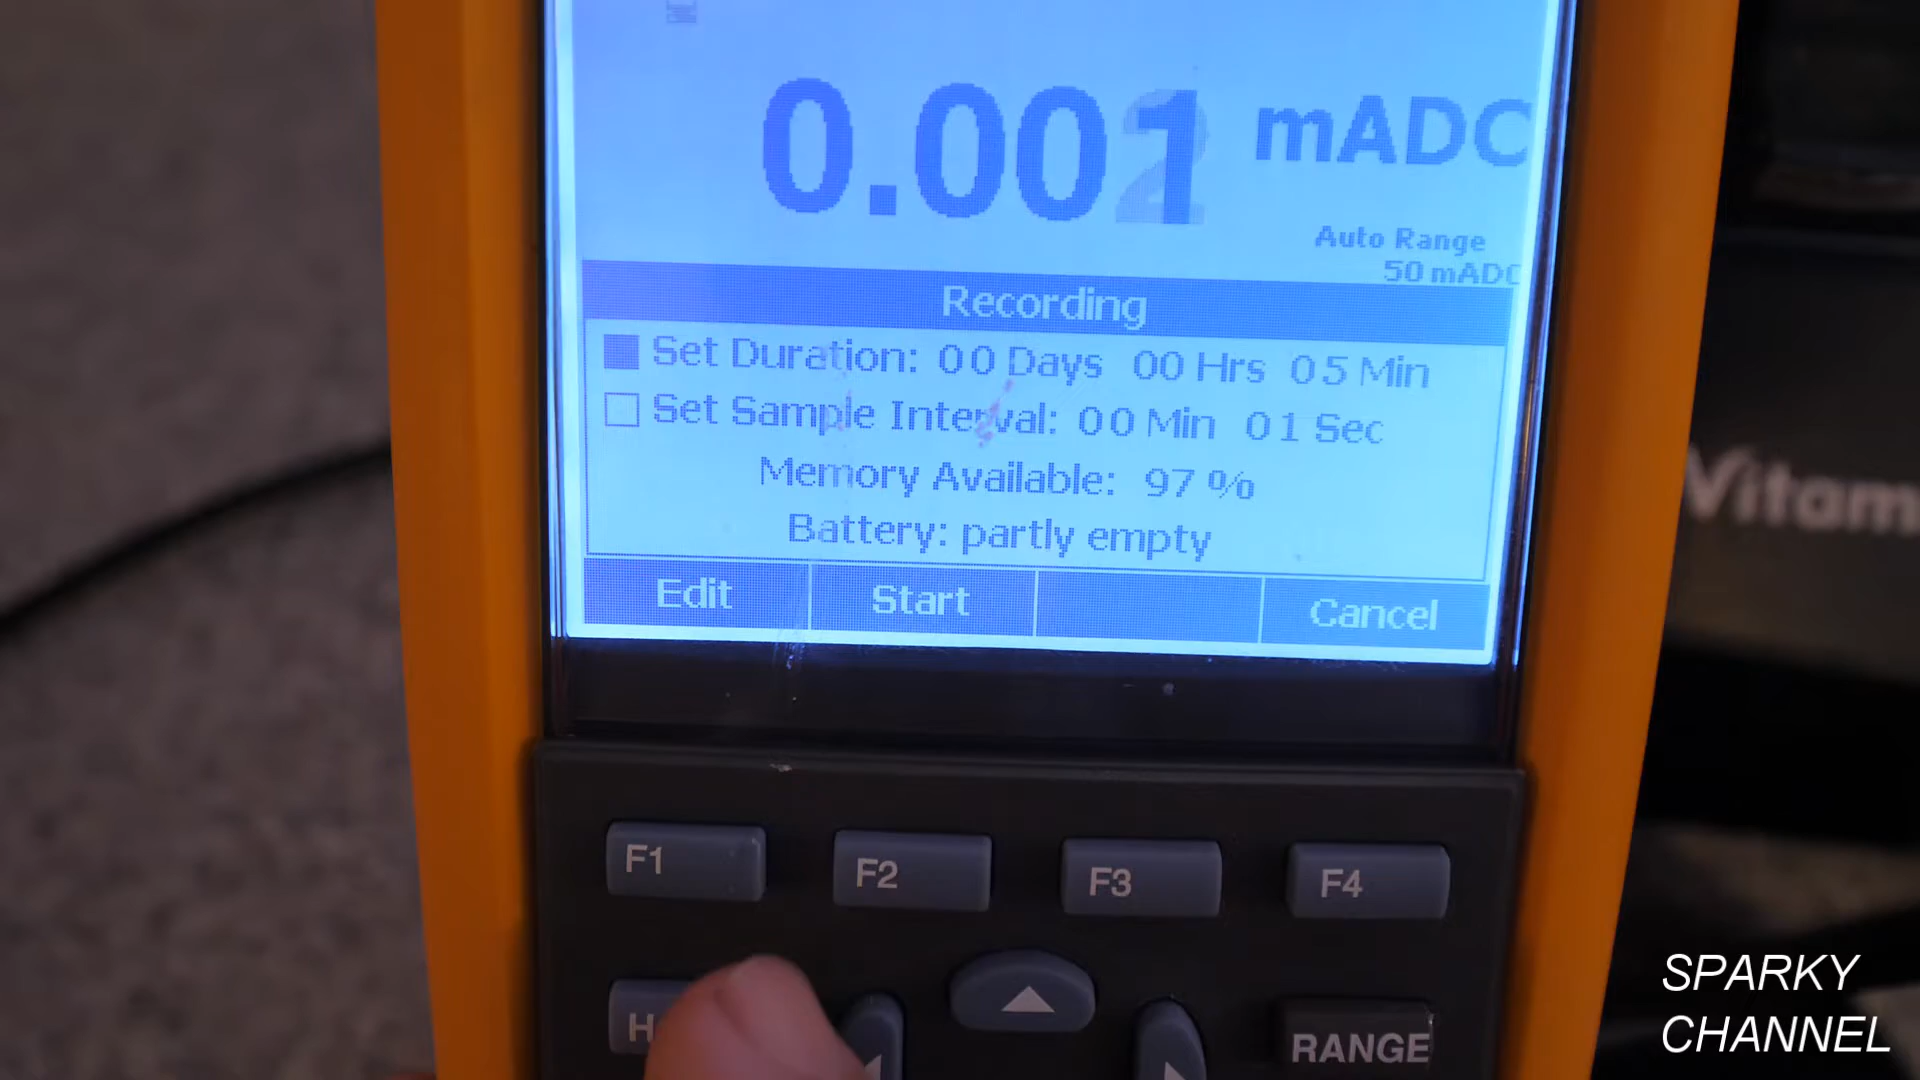 0.001 mADC
Auto Range
50 mADC
Recording
Set Duration: 00 Days 00 Hrs 05 Min
Set Sample Interval: 00 Min 01 Sec
Memory Available: 97 %
Battery: partly empty
Edit Start Cancel
F1 F2 F3 F4
RANGE
Vitam
SPARKY
CHANNEL